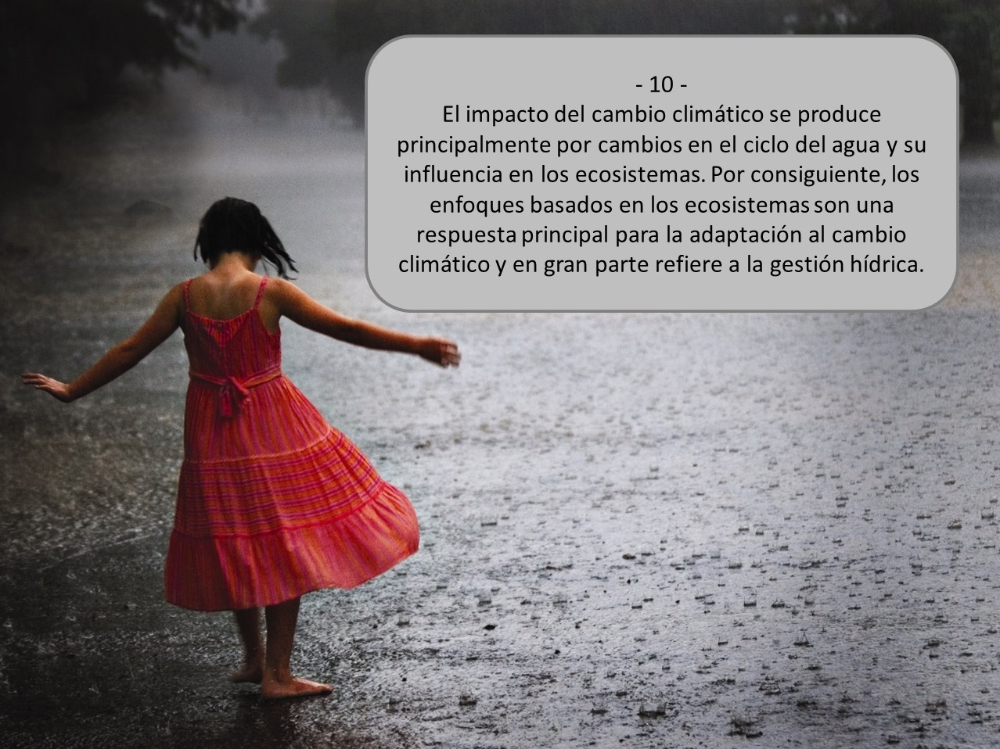 - 10 -
El impacto del cambio climático se produce
principalmente por cambios en el ciclo del agua y su
influencia en los ecosistemas. Por consiguiente, los
enfoques basados en los ecosistemas son una
respuesta principal para la adaptación al cambio
climático y en gran parte refiere a la gestión hídrica.